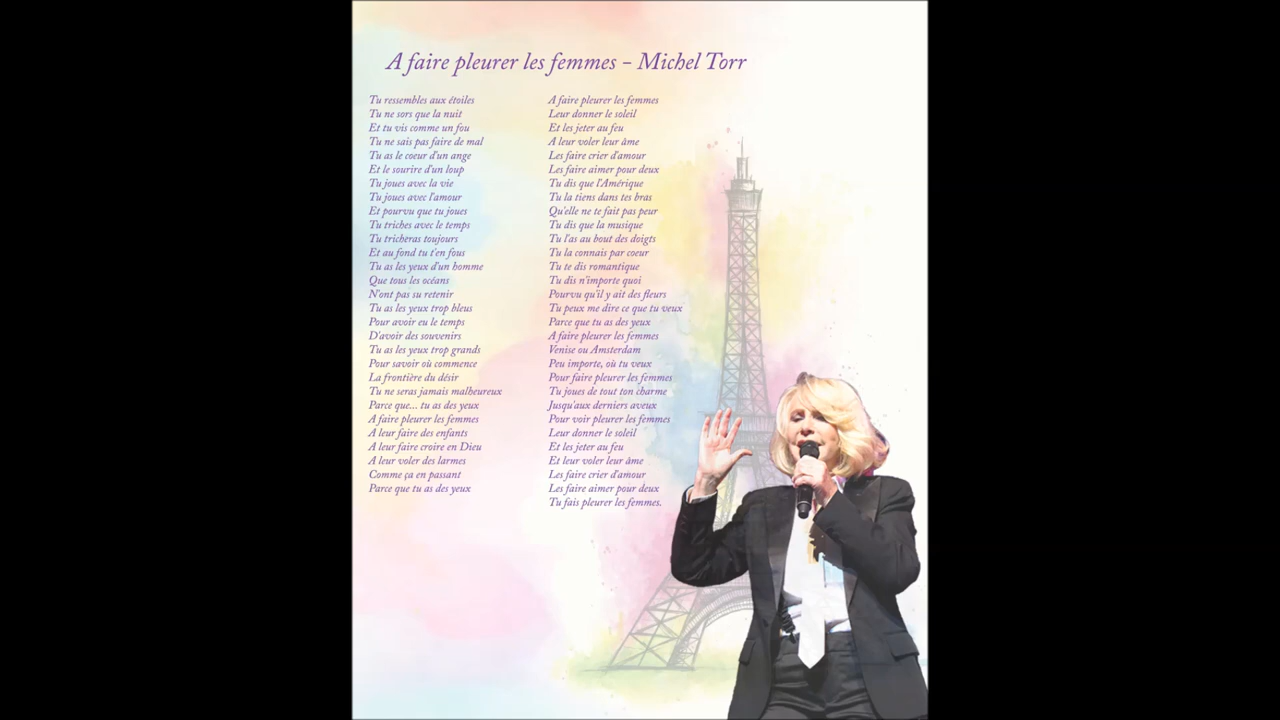 A faire pleurer les femmes - Michel Torr
Tu ressembles aux étoiles
Tu ne sors que la nuit
Et tu vis comme un fou
Tu ne sais pas faire de mal
Tu as le coeur d'un ange
Et le sourire d'un loup
Tu joues avec la vie
Tu joues avec l'amour
Et pourvu que tu joues
Tu triches avec le temps
Tu tricheras toujours
Et au fond tu t'en fous
Tu as les yeux d'un homme
Que tous les océans
N'ont pas su retenir
Tu as les yeux trop bleus
Pour avoir eu le temps
D'avoir des souvenirs
Tu as les yeux trop grands
Pour savoir où commence
La frontière du désir
Tu ne seras jamais malheureux
Parce que... tu as des yeux
A faire pleurer les femmes
A leur faire des enfants
A leur faire croire en Dieu
A leur voler des larmes
Comme ça en passant
Parce que tu as des yeux
A faire pleurer les femmes
Leur donner le soleil
Et les jeter au feu
A leur voler leur âme
Les faire crier d'amour
Les faire aimer pour deux
Tu dis que l'Amérique
Tu la tiens dans tes bras
Qu'elle ne te fait pas peur
Tu dis que la musique
Tu l'as au bout des doigts
Tu la connais par coeur
Tu te dis romantique
Tu dis n'importe quoi
Pourvu qu'il y ait des fleurs
Tu peux me dire ce que tu veux
Parce que tu as des yeux
A faire pleurer les femmes
Venise ou Amsterdam
Peu importe, où tu veux
Pour faire pleurer les femmes
Tu joues de tout ton charme
Jusqu'aux derniers aveux
Pour voir pleurer les femmes
Leur donner le soleil
Et les jeter au feu
Et leur voler leur âme
Les faire crier d'amour
Les faire aimer pour deux
Tu fais pleurer les femmes.